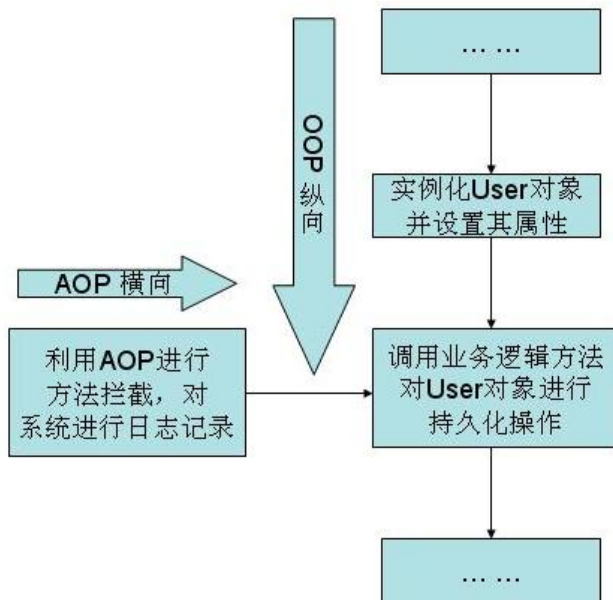 ... ...
OOP 纵向
实例化User对象
并设置其属性
AOP 横向
利用AOP进行
方法拦截，对
系统进行日志记录
调用业务逻辑方法
对User对象进行
持久化操作
... ...